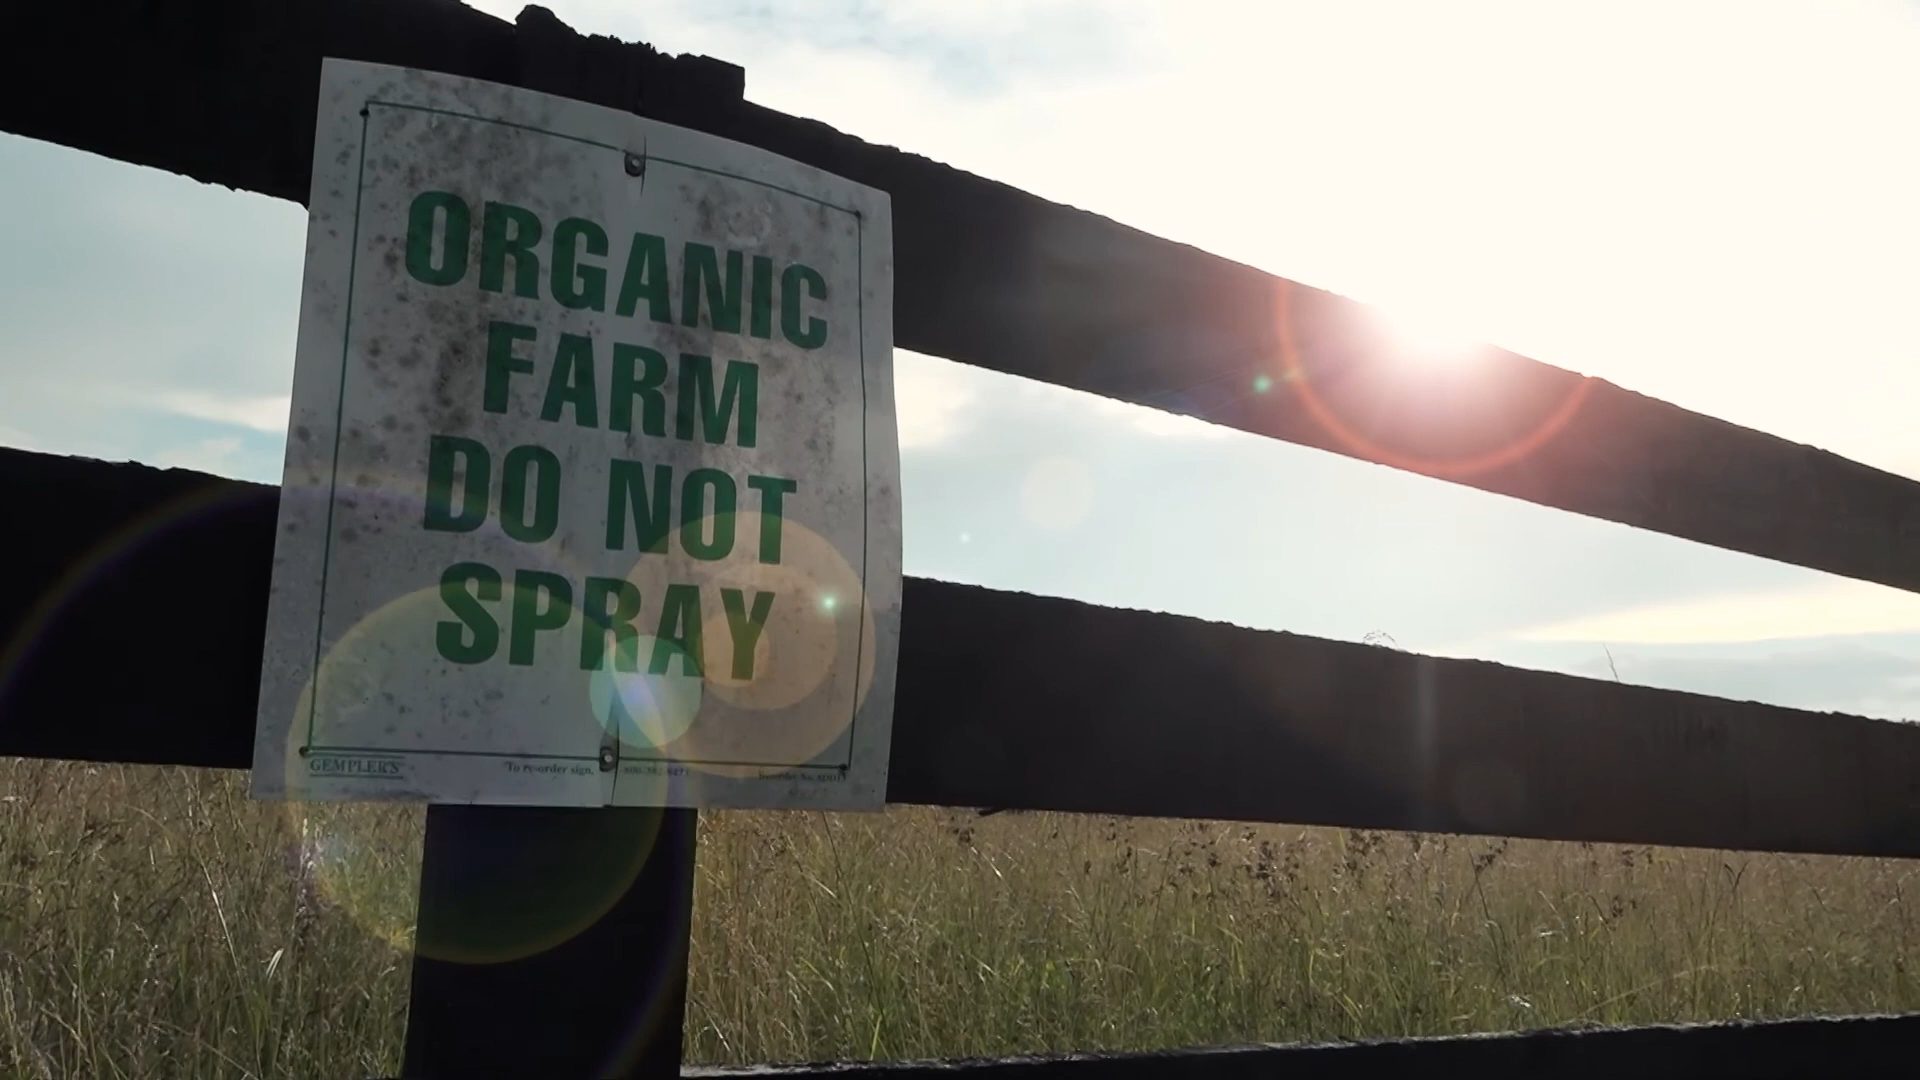 ORGANIC
FARM
DO NOT
SPRAY
GEMPLER'S
To re-order sign,